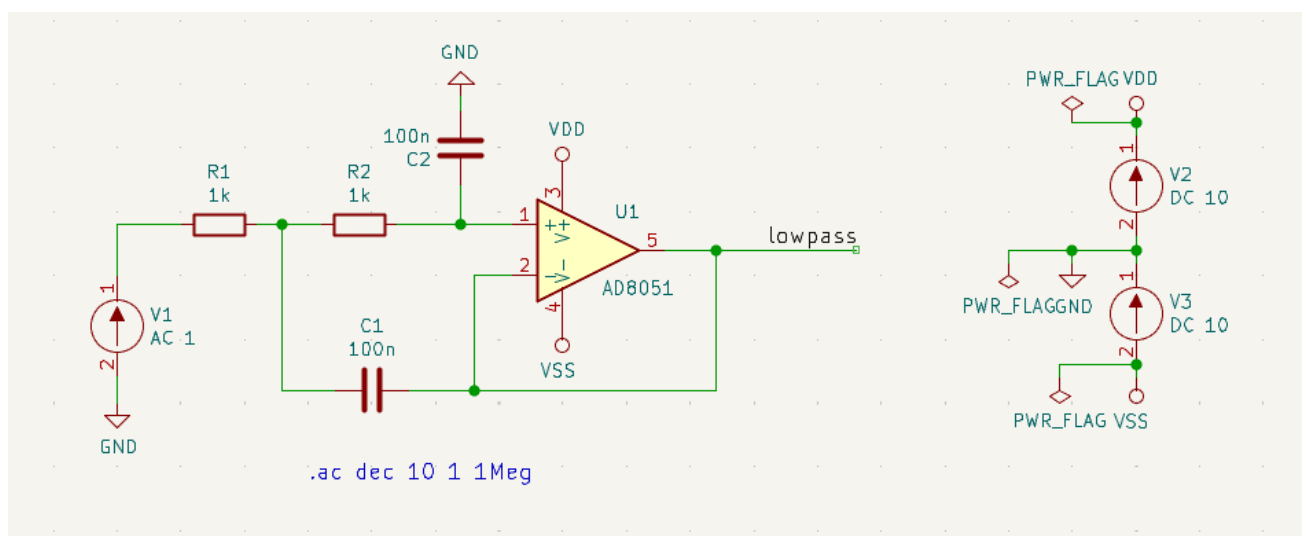 GND
PWR_FLAG VDD
100n
C2
VDD
R1
1k
R2
1k
3
1
V2
DC 10
2
1
+
V+
U1
5
lowpass
2
-
V-
AD8051
4
VSS
1
V1
AC 1
2
GND
C1
100n
PWR_FLAG GND
1
V3
DC 10
2
PWR_FLAG VSS
.ac dec 10 1 1Meg